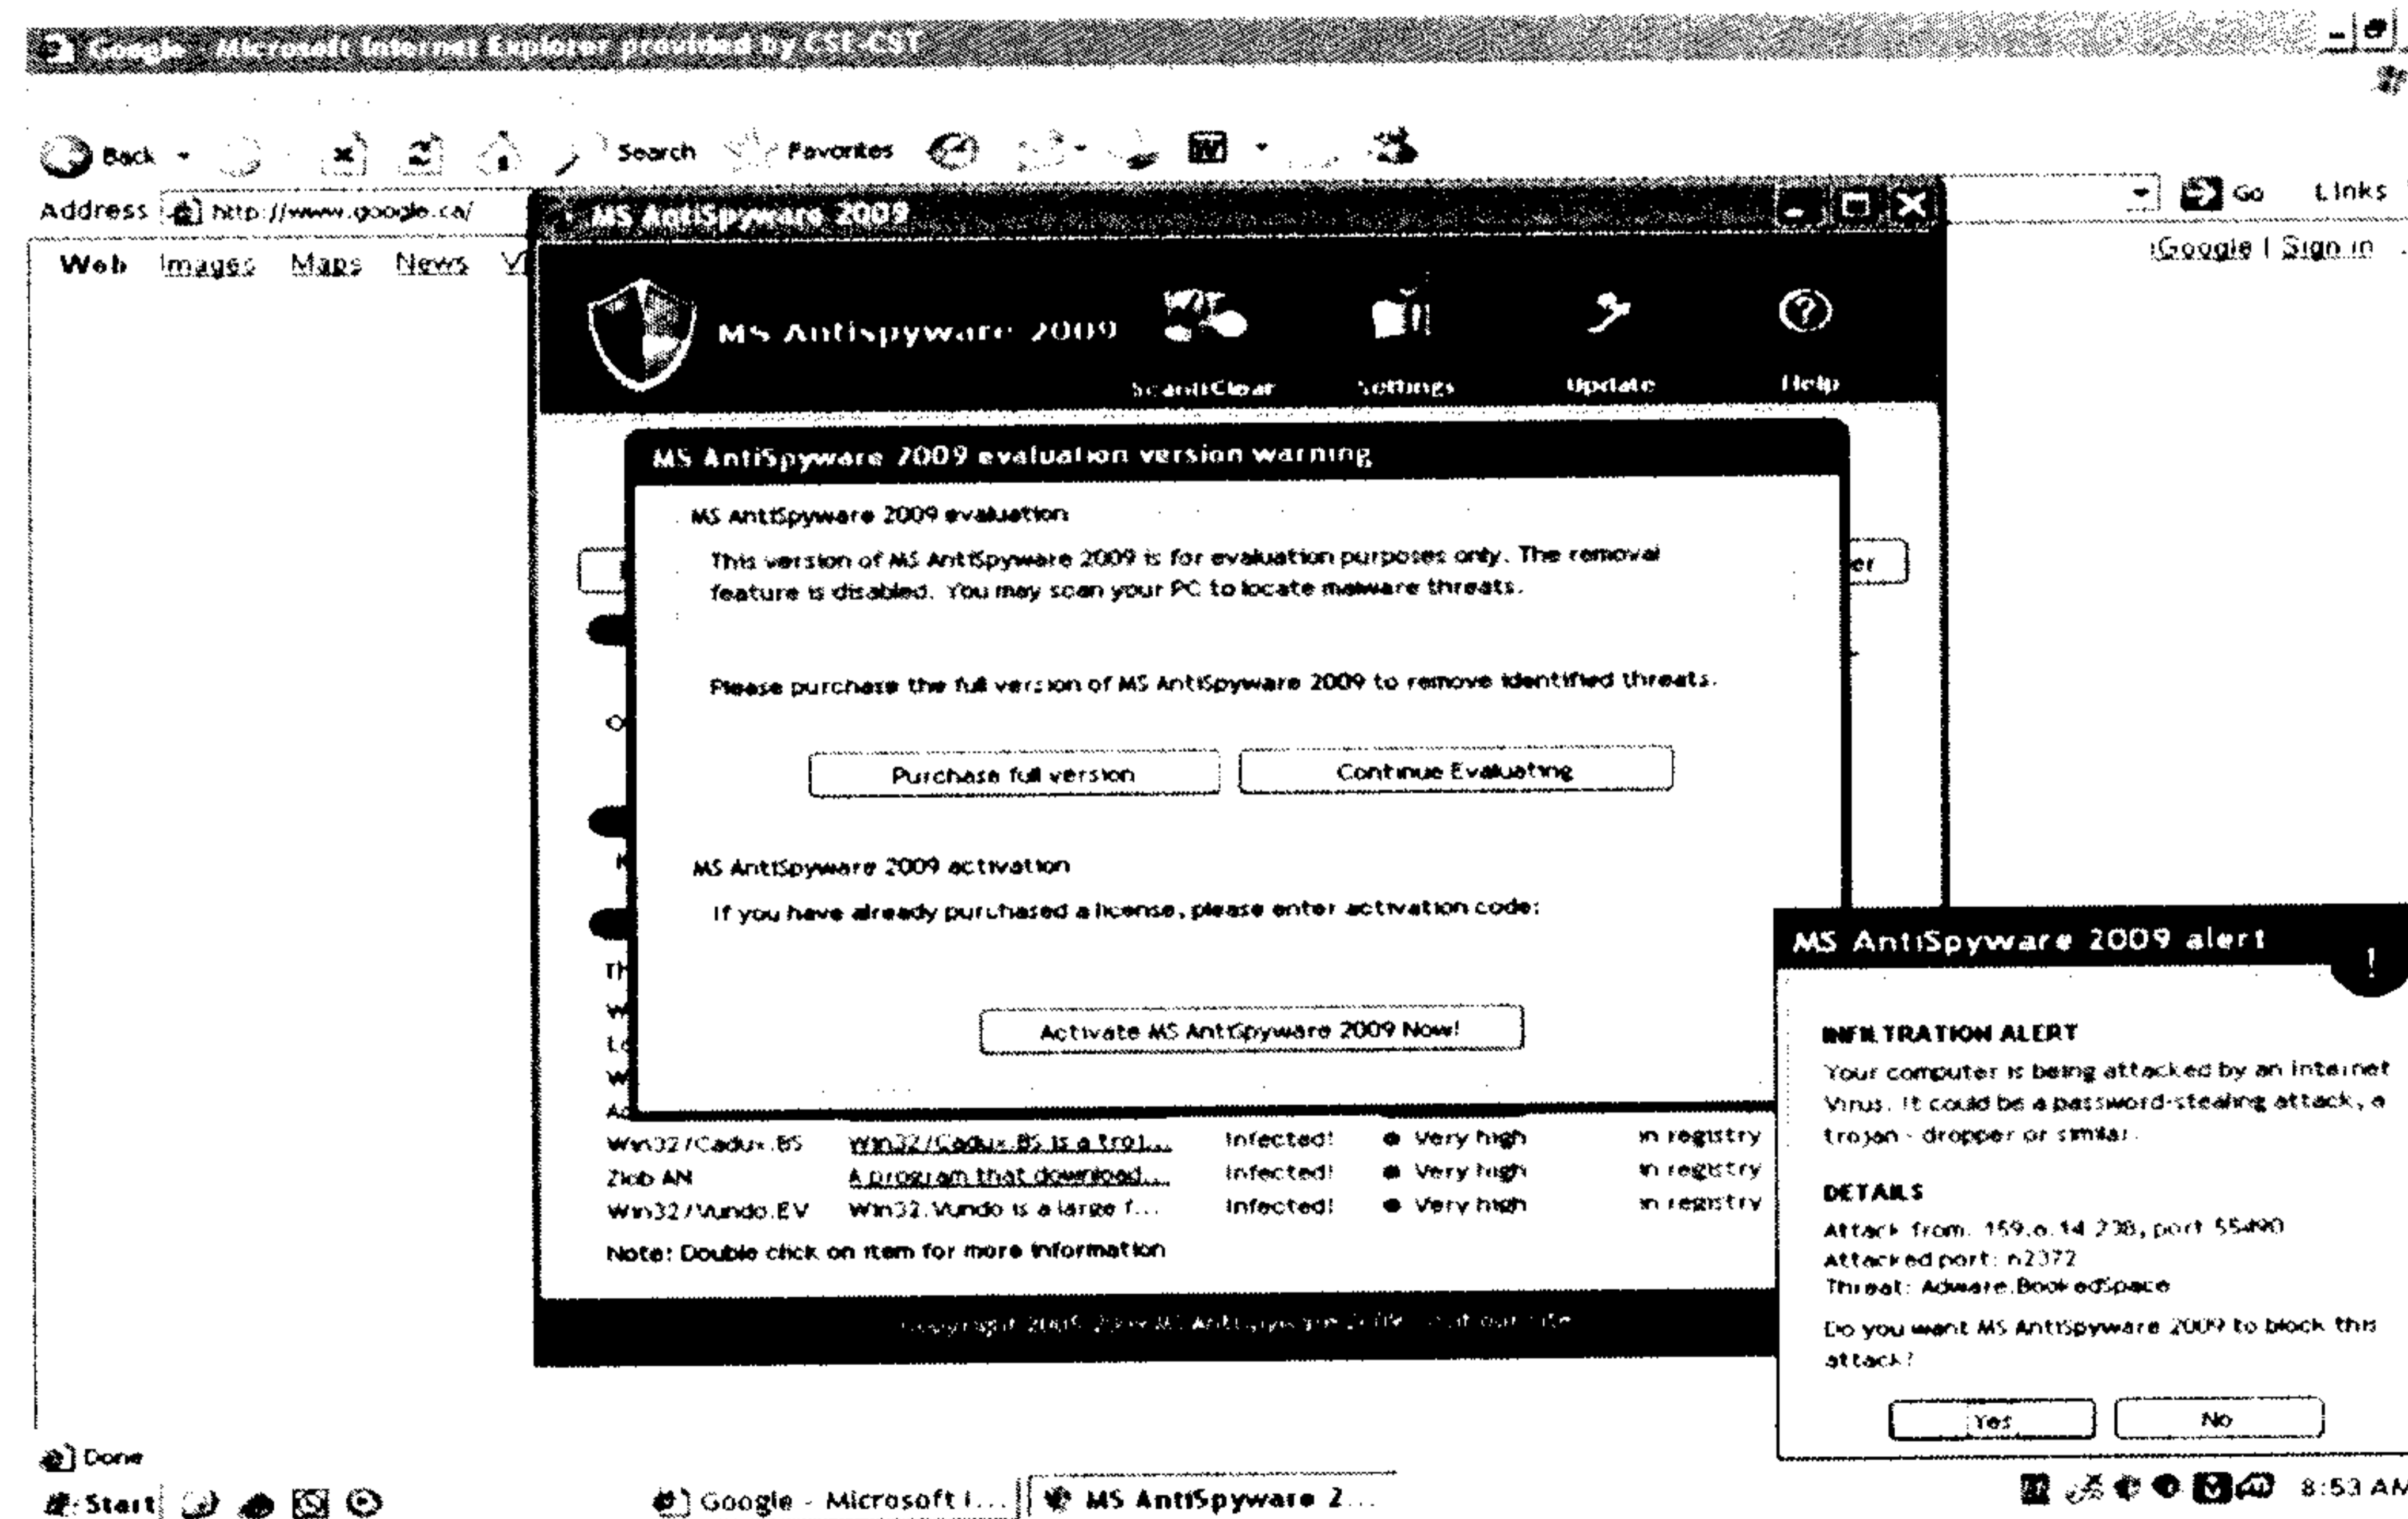 Google - Microsoft Internet Explorer provided by CSE-CST
Back
Search
Favorites
Address
http://www.google.ca/
Go
Links
Web Images Maps News
iGoogle | Sign in
MS AntiSpyware 2009
MS Antispyware 2009
Scan&Clear
Settings
Update
Help
MS AntiSpyware 2009 evaluation version warning
MS AntiSpyware 2009 evaluation
This version of MS AntiSpyware 2009 is for evaluation purposes only. The removal
feature is disabled. You may scan your PC to locate malware threats.
Please purchase the full version of MS AntiSpyware 2009 to remove identified threats.
Purchase full version
Continue Evaluating
MS AntiSpyware 2009 activation
If you have already purchased a license, please enter activation code:
Activate MS AntiSpyware 2009 Now!
Win32/Cadux.BS Win32/Cadux.BS is a troj... Infected! Very high in registry
Zlob AN A program that download... Infected! Very high in registry
Win32/Vundo.EV Win32.Vundo is a large f... Infected! Very high in registry
Note: Double click on item for more information
MS AntiSpyware 2009 alert
!
INFILTRATION ALERT
Your computer is being attacked by an internet
Virus. It could be a password-stealing attack, a
trojan - dropper or similar.
DETAILS
Attack from: port 55490
Attacked port:
Threat: Adware.BookedSpace
Do you want MS AntiSpyware 2009 to block this
attack?
Yes
No
Done
Start
Google - Microsoft I...
MS AntiSpyware 2...
8:53 AM